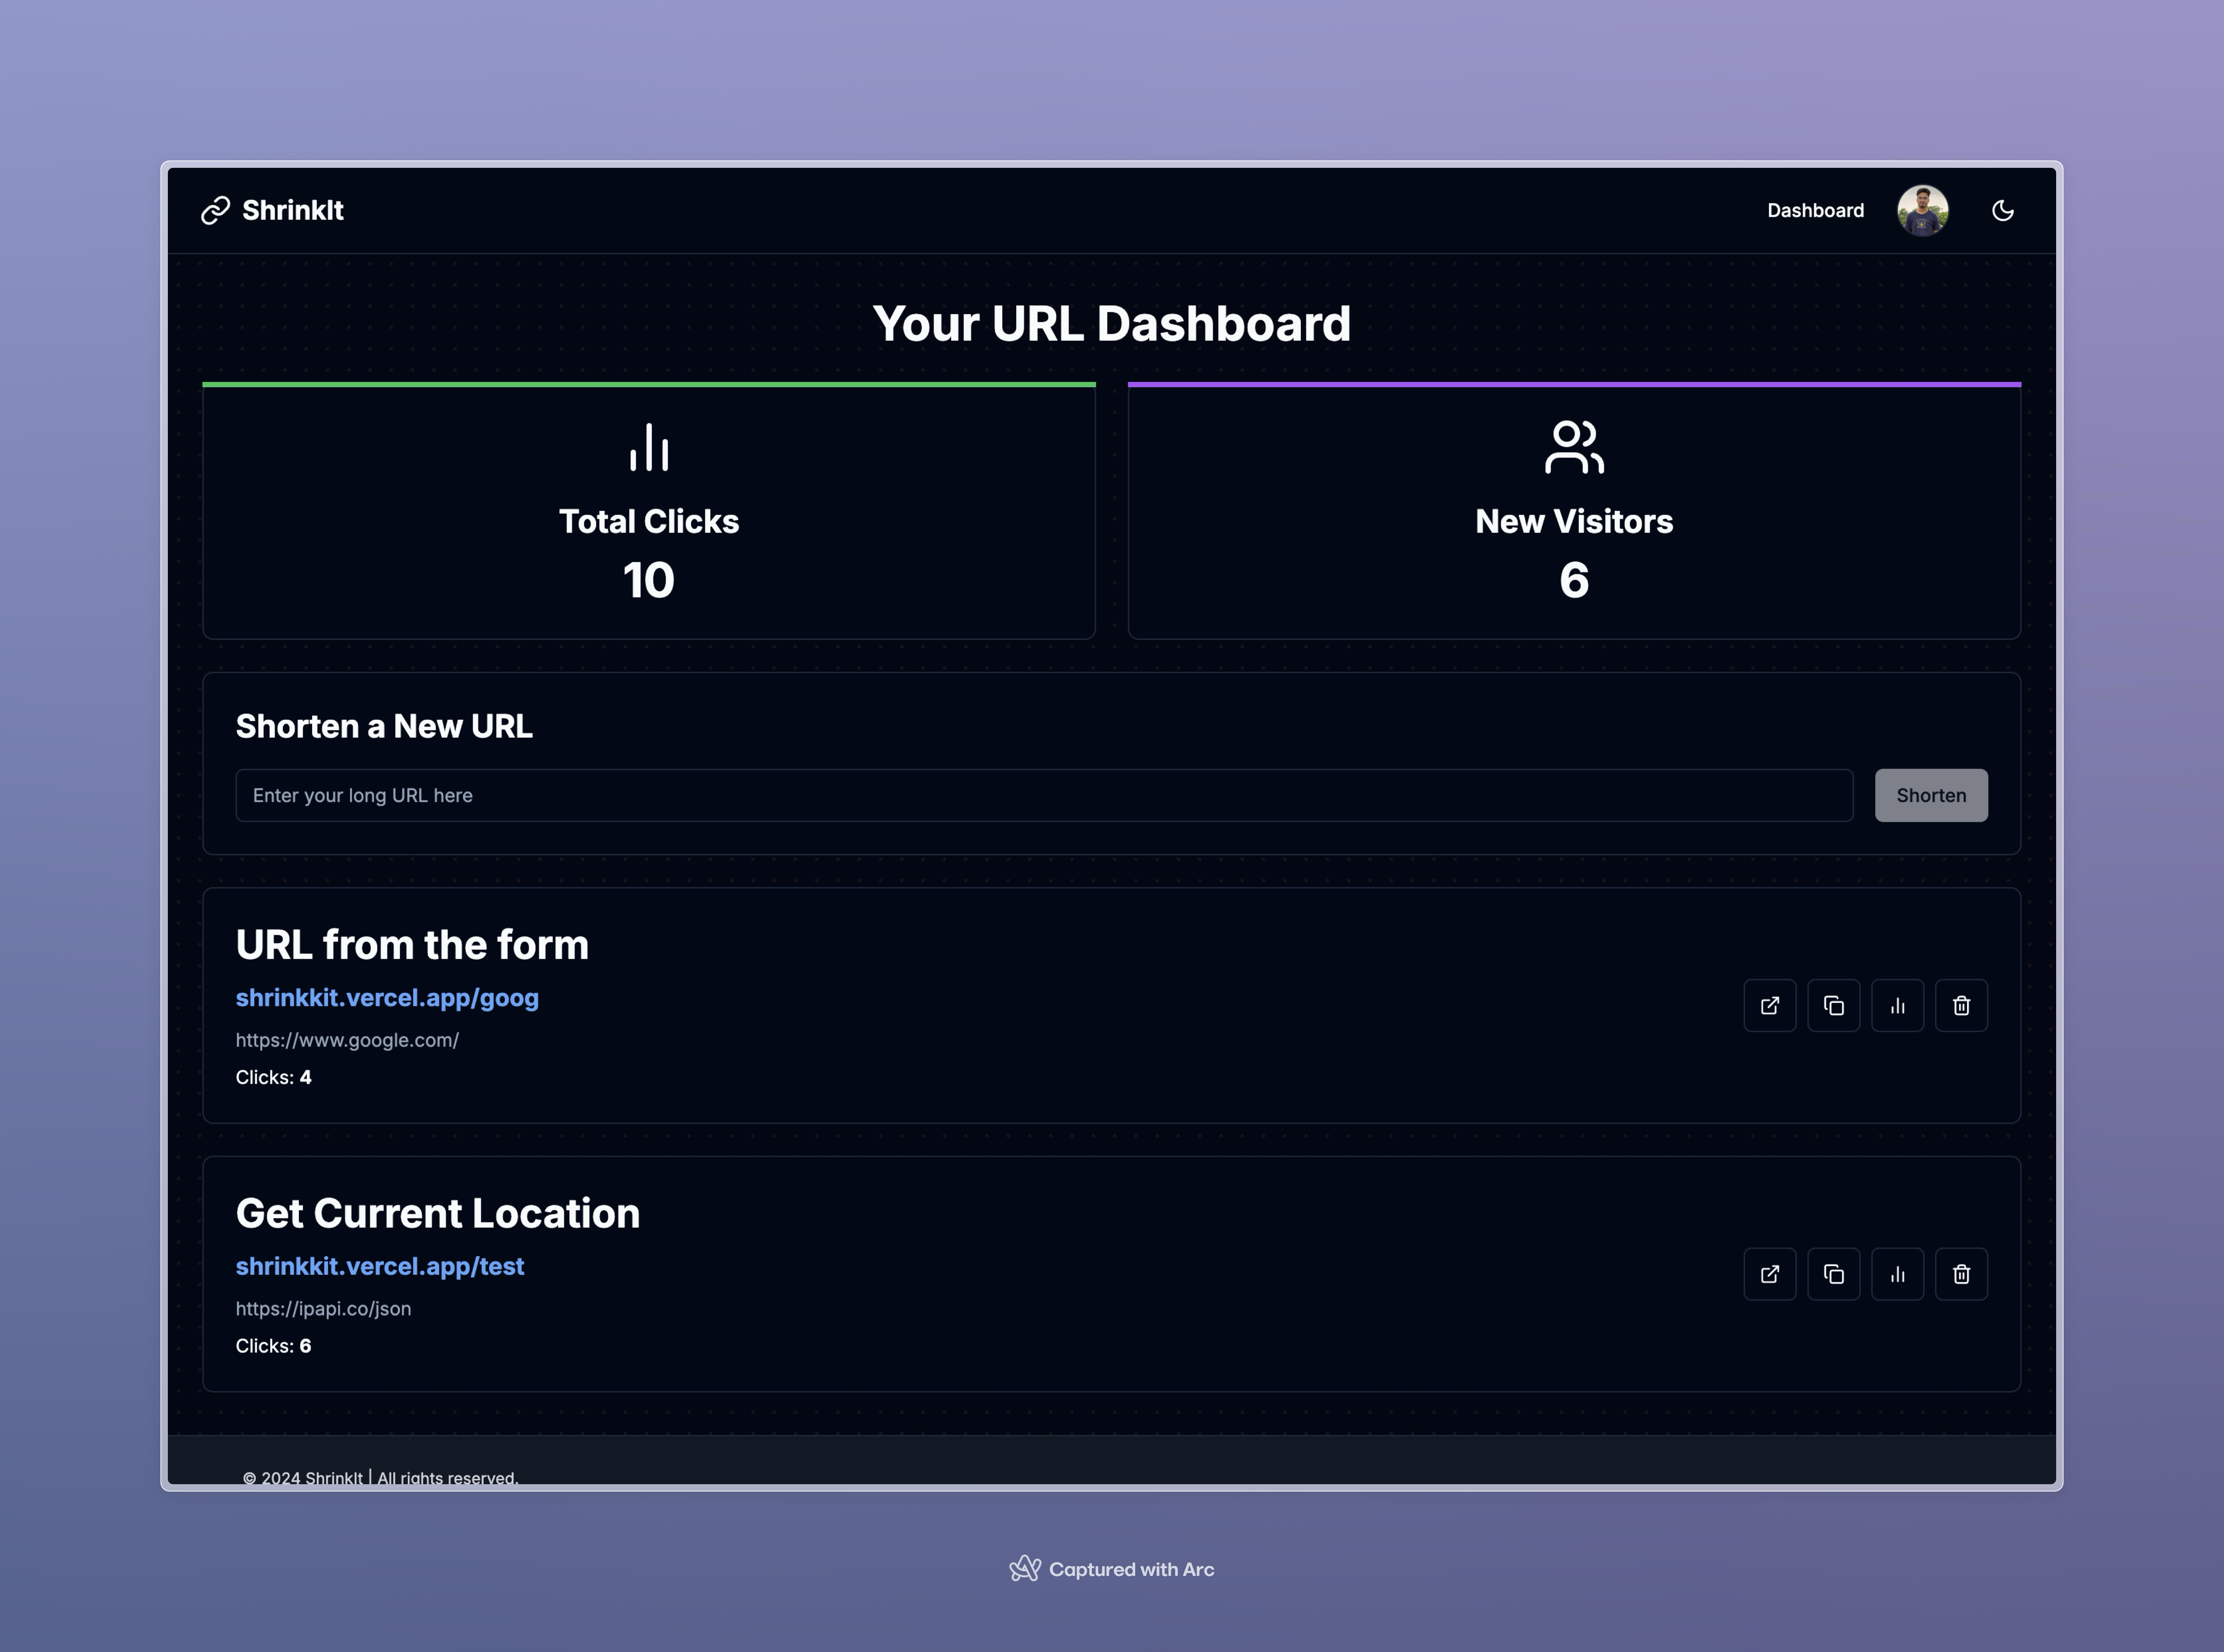 ShrinkIt
Dashboard
Your URL Dashboard
Total Clicks
10
New Visitors
6
Shorten a New URL
Enter your long URL here
Shorten
URL from the form
shrinkkit.vercel.app/goog
https://www.google.com/
Clicks: 4
Get Current Location
shrinkkit.vercel.app/test
https://ipapi.co/json
Clicks: 6
© 2024 ShrinkIt | All rights reserved.
Captured with Arc